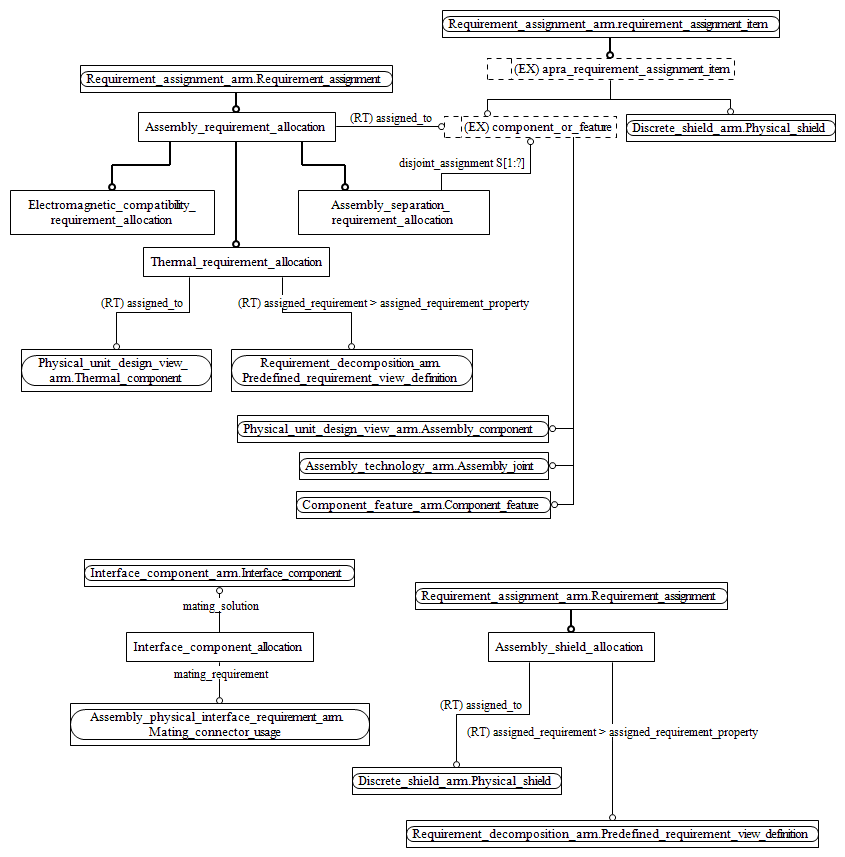 Requirement_assignment_arm.requirement_assignment_item
(EX) apra_requirement_assignment_item
Requirement_assignment_arm.Requirement_assignment
Assembly_requirement_allocation
(RT) assigned_to
(EX) component_or_feature
Discrete_shield_arm.Physical_shield
disjoint_assignment S[1:?]
Electromagnetic_compatibility_
requirement_allocation
Assembly_separation_
requirement_allocation
Thermal_requirement_allocation
(RT) assigned_to
(RT) assigned_requirement > assigned_requirement_property
Physical_unit_design_view_
arm.Thermal_component
Requirement_decomposition_arm.
Predefined_requirement_view_definition
Physical_unit_design_view_arm.Assembly_component
Assembly_technology_arm.Assembly_joint
Component_feature_arm.Component_feature
Interface_component_arm.Interface_component
mating_solution
Interface_component_allocation
mating_requirement
Assembly_physical_interface_requirement_arm.
Mating_connector_usage
Requirement_assignment_arm.Requirement_assignment
Assembly_shield_allocation
(RT) assigned_to
(RT) assigned_requirement > assigned_requirement_property
Discrete_shield_arm.Physical_shield
Requirement_decomposition_arm.Predefined_requirement_view_definition